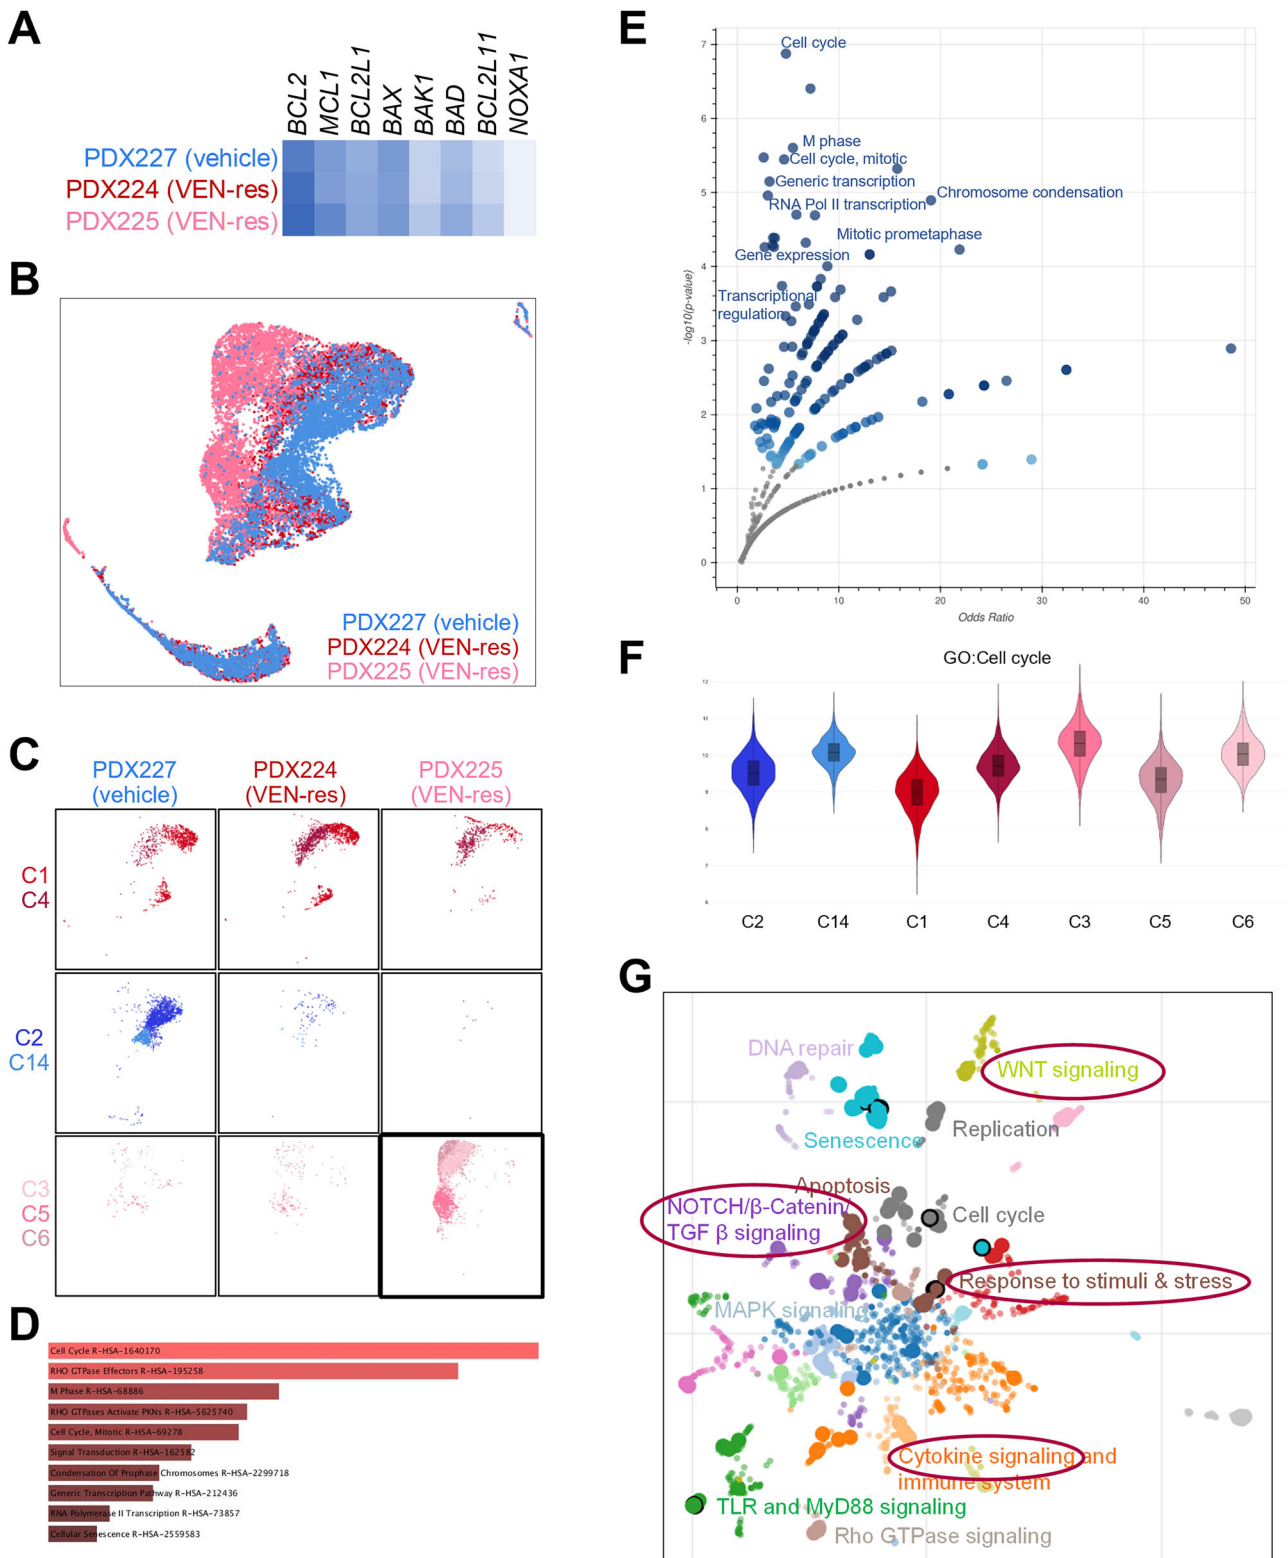 A
BCL2
MCL1
BCL2L1
BAX
BAK1
BAD
BCL2L11
NOXA1
PDX227 (vehicle)
PDX224 (VEN-res)
PDX225 (VEN-res)
B
PDX227 (vehicle)
PDX224 (VEN-res)
PDX225 (VEN-res)
C
PDX227
(vehicle)
PDX224
(VEN-res)
PDX225
(VEN-res)
C1
C4
C2
C14
C3
C5
C6
D
Cell Cycle R-HSA-1640170
RHO GTPase Effectors R-HSA-195258
M Phase R-HSA-68886
RHO GTPases Activate PKNs R-HSA-5625740
Cell Cycle, Mitotic R-HSA-69278
Signal Transduction R-HSA-162582
Condensation Of Prophase Chromosomes R-HSA-2299718
Generic Transcription Pathway R-HSA-212436
RNA Polymerase II Transcription R-HSA-73857
Cellular Senescence R-HSA-2559583
E
7
6
5
4
3
2
1
0
-log10(p-value)
Cell cycle
M phase
Cell cycle, mitotic
Generic transcription
Chromosome condensation
RNA Pol II transcription
Mitotic prometaphase
Gene expression
Transcriptional
regulation
0 10 20 30 40 50
Odds Ratio
F
GO:Cell cycle
12
11
10
9
8
7
6
C2 C14 C1 C4 C3 C5 C6
G
DNA repair
WNT signaling
Senescence
Replication
Apoptosis
NOTCH/β-Catenin/
TGF β signaling
Cell cycle
Response to stimuli & stress
MAPK signaling
Cytokine signaling and
immune system
TLR and MyD88 signaling
Rho GTPase signaling